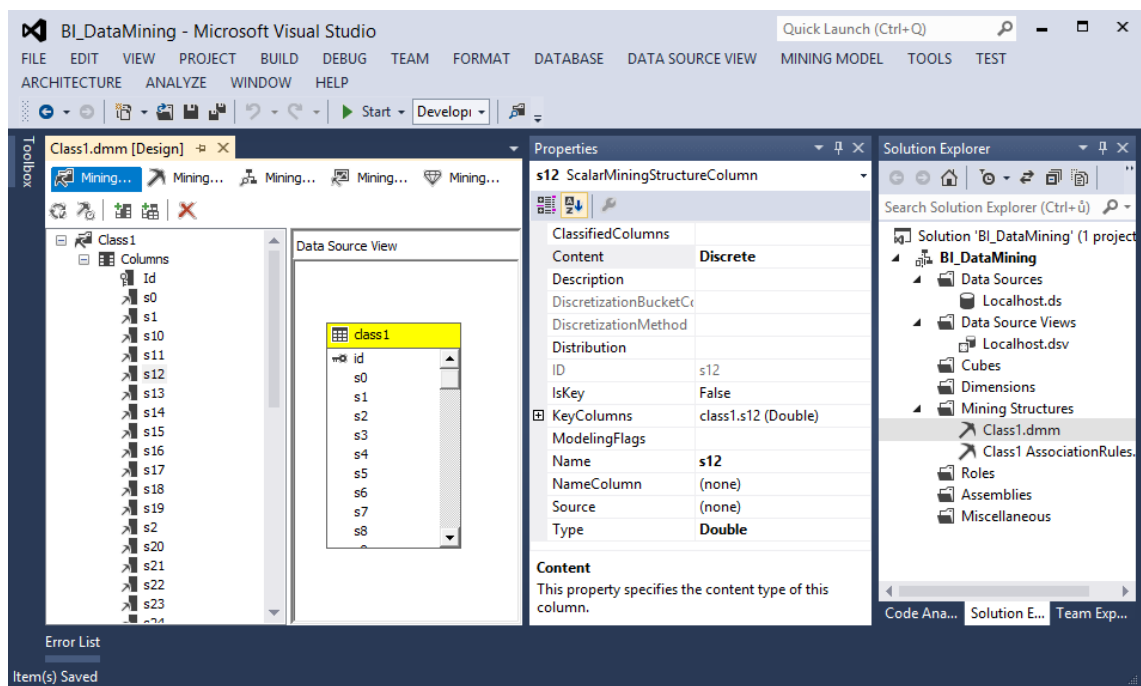 BI_DataMining - Microsoft Visual Studio
Quick Launch (Ctrl+Q)
FILE EDIT VIEW PROJECT BUILD DEBUG TEAM FORMAT DATABASE DATA SOURCE VIEW MINING MODEL TOOLS TEST
ARCHITECTURE ANALYZE WINDOW HELP
Start
Develop
Toolbox
Class1.dmm [Design]
Mining... Mining... Mining... Mining... Mining...
Class1
Columns
Id
s0
s1
s10
s11
s12
s13
s14
s15
s16
s17
s18
s19
s2
s20
s21
s22
s23
s24
Data Source View
class1
id
s0
s1
s2
s3
s4
s5
s6
s7
s8
Properties
s12 ScalarMiningStructureColumn
ClassifiedColumns
Content Discrete
Description
DiscretizationBucketCo
DiscretizationMethod
Distribution
ID s12
IsKey False
KeyColumns class1.s12 (Double)
ModelingFlags
Name s12
NameColumn (none)
Source (none)
Type Double
Content
This property specifies the content type of this
column.
Solution Explorer
Search Solution Explorer (Ctrl+ů)
Solution 'BI_DataMining' (1 project
BI_DataMining
Data Sources
Localhost.ds
Data Source Views
Localhost.dsv
Cubes
Dimensions
Mining Structures
Class1.dmm
Class1 AssociationRules.
Roles
Assemblies
Miscellaneous
Code Ana... Solution E... Team Exp...
Error List
Item(s) Saved